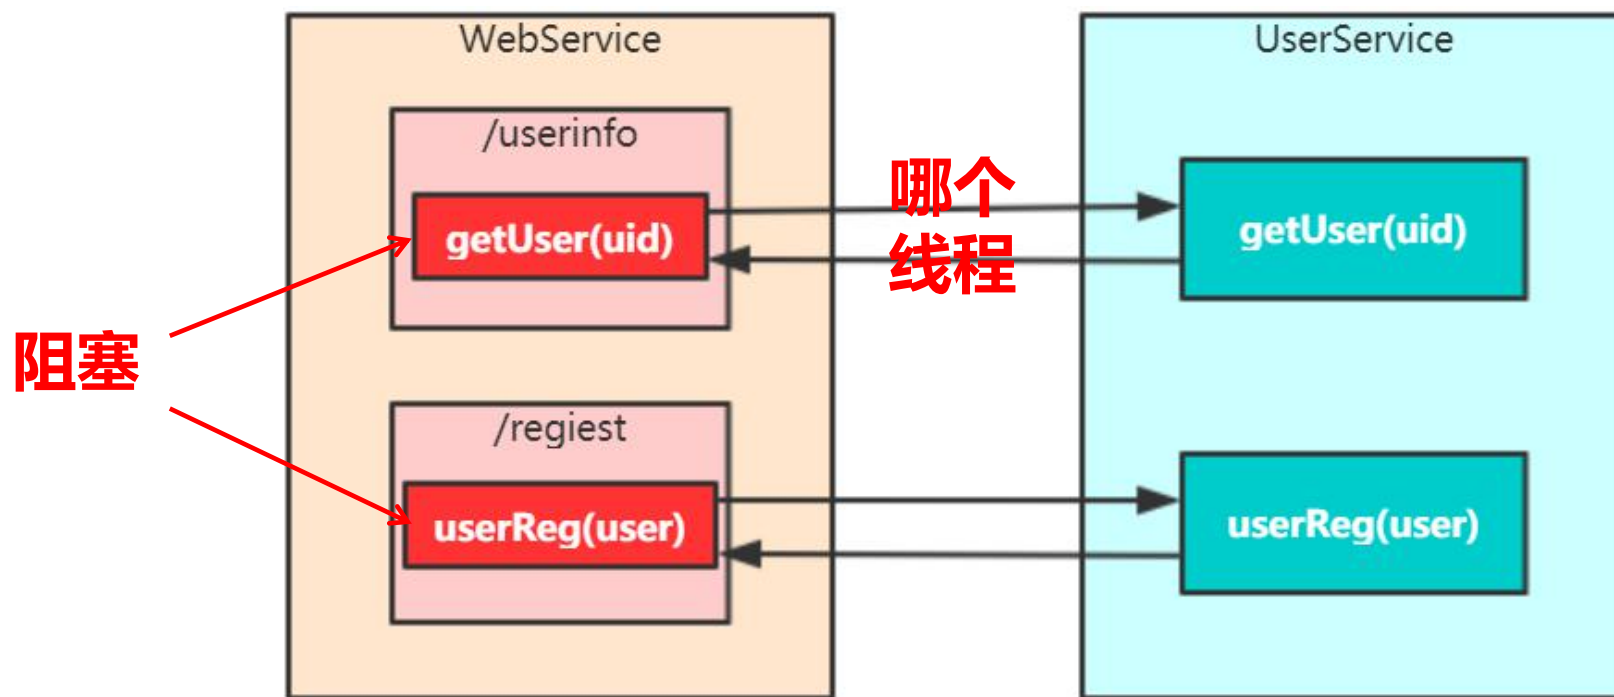 WebService
UserService
/userinfo
getUser(uid)
哪个
线程
getUser(uid)
阻塞
/regiest
userReg(user)
userReg(user)